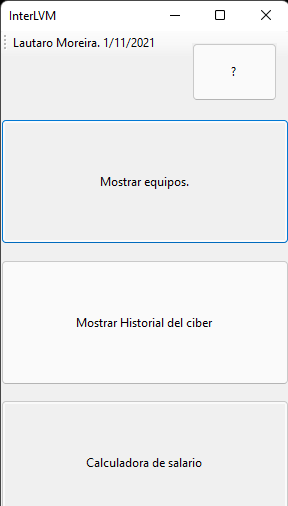 InterLVM
Lautaro Moreira. 1/11/2021
?
Mostrar equipos.
Mostrar Historial del ciber
Calculadora de salario